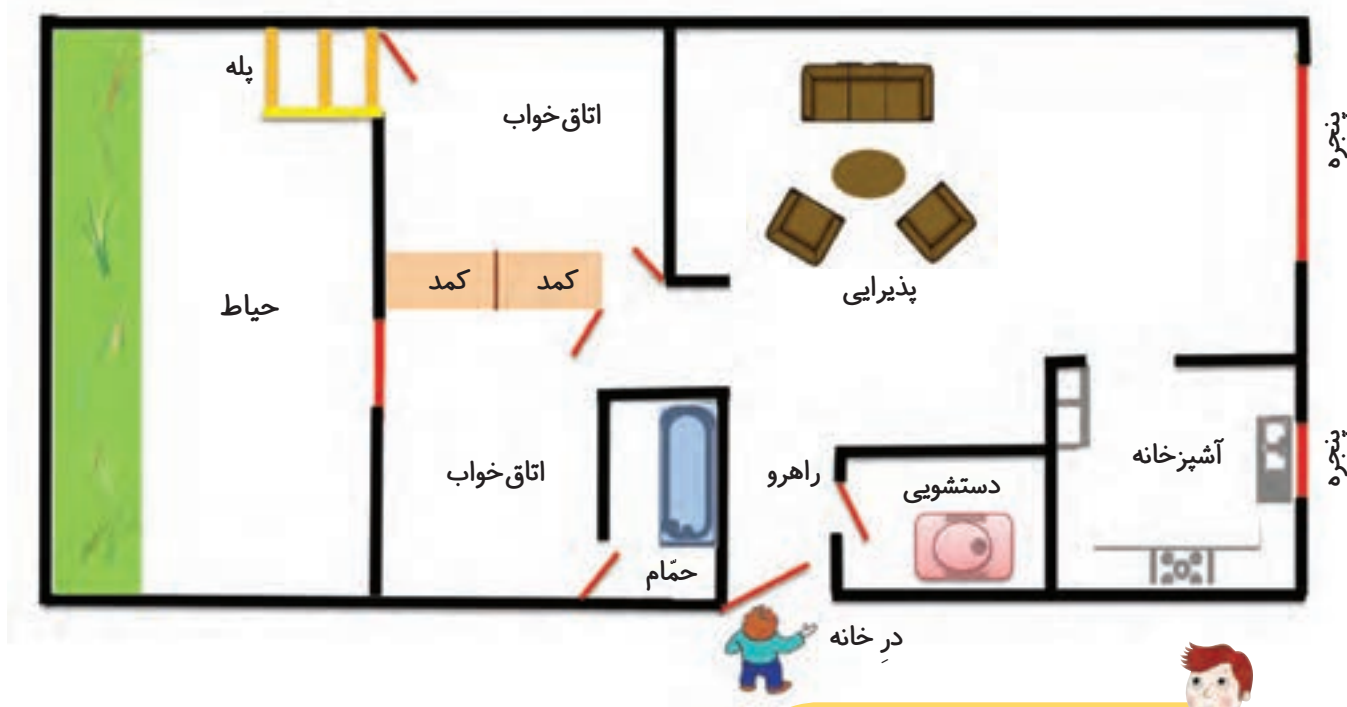 پله
اتاق‌خواب
پنجره
کمد
کمد
پذیرایی
حیاط
آشپزخانه
پنجره
راهرو
دستشویی
اتاق‌خواب
حمّام
درِ خانه